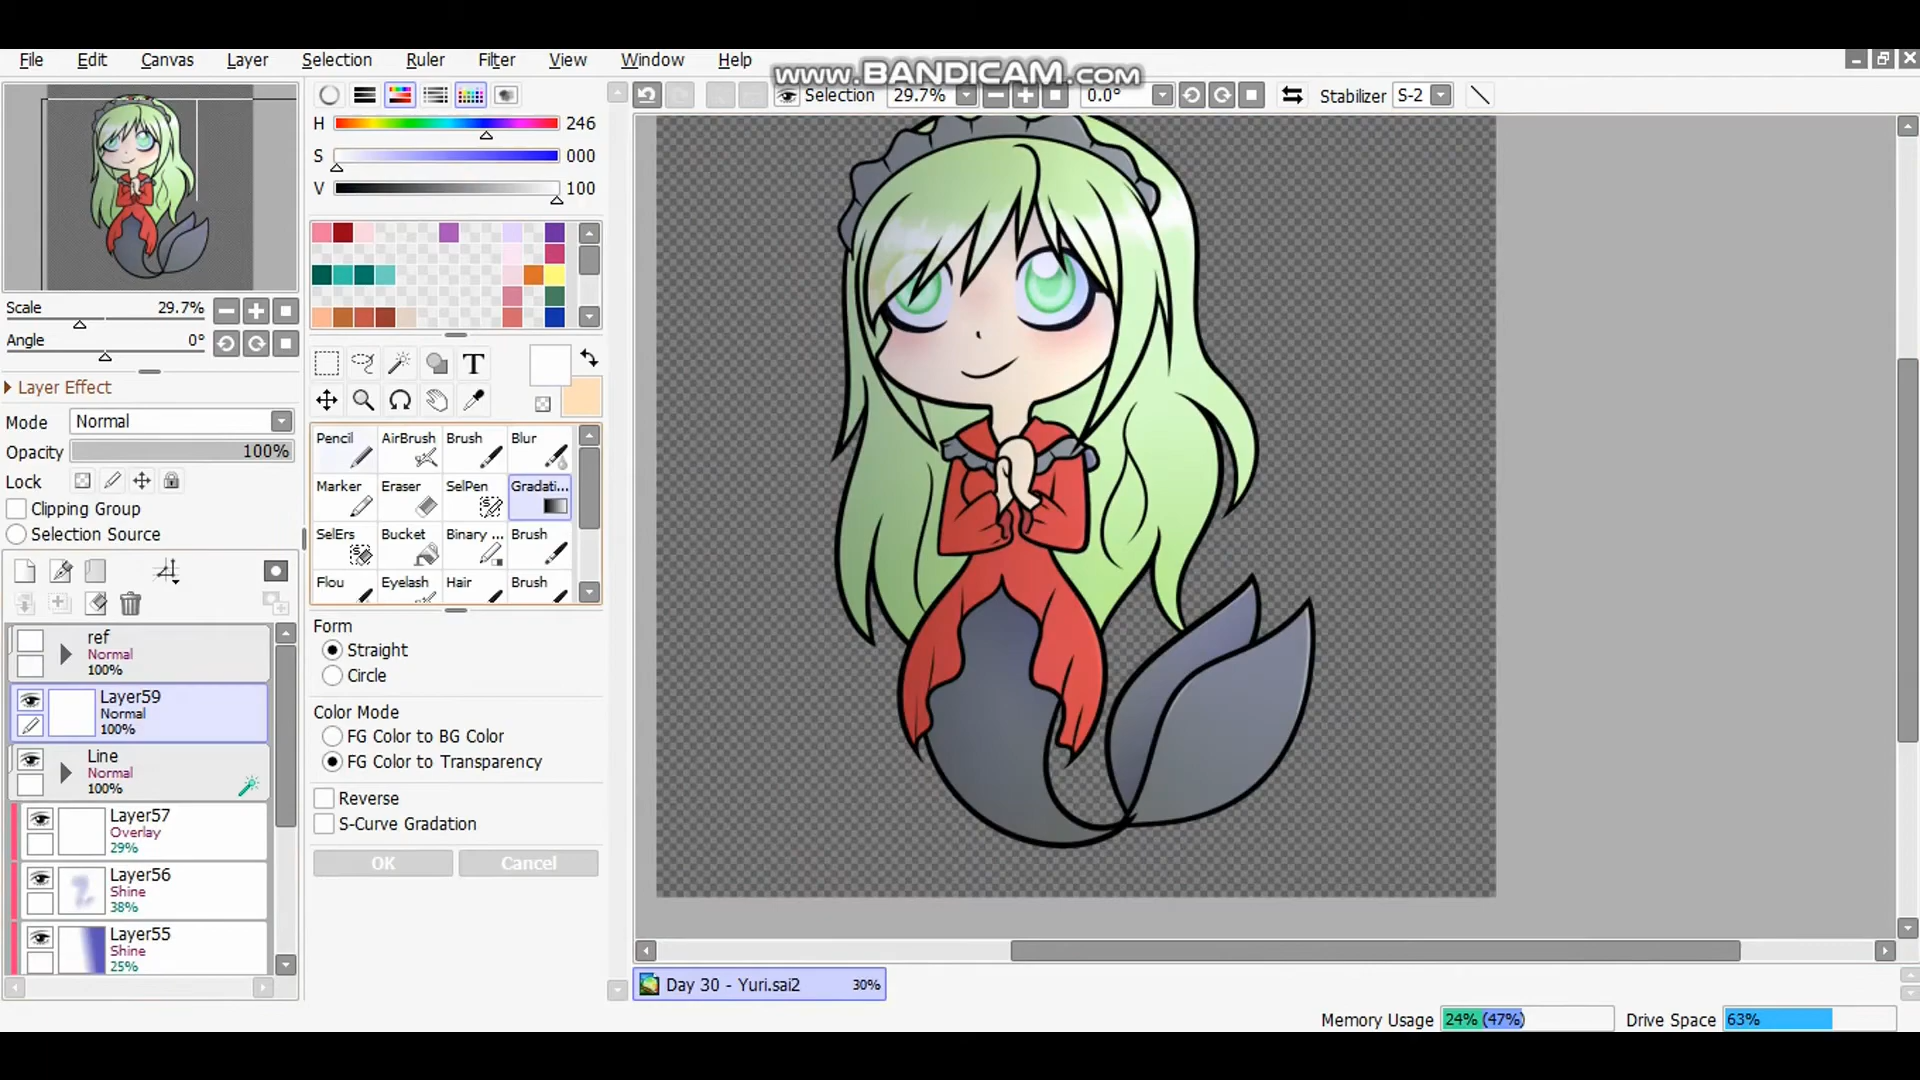 File Edit Canvas Layer Selection Ruler Filter View Window Help
www.BANDICAM.com
Selection 29.7% 0.0° Stabilizer S-2
H 246
S 000
V 100
Scale 29.7%
Angle 0°
Layer Effect
Mode Normal
Opacity 100%
Lock
Clipping Group
Selection Source
T
Pencil AirBrush Brush Blur
Marker Eraser SelPen Gradati...
SelErs Bucket Binary ... Brush
Flou Eyelash Hair Brush
Form
Straight
Circle
Color Mode
FG Color to BG Color
FG Color to Transparency
Reverse
S-Curve Gradation
OK Cancel
ref
Normal
100%
Layer59
Normal
100%
Line
Normal
100%
Layer57
Overlay
29%
Layer56
Shine
38%
Layer55
Shine
25%
Day 30 - Yuri.sai2 30%
Memory Usage 24% (47%) Drive Space 63%